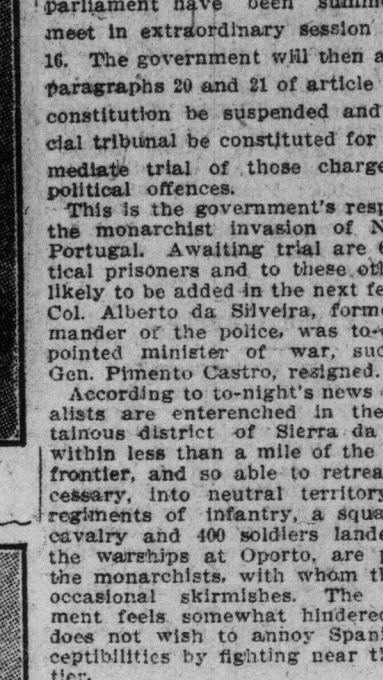 parliament have been summ
meet in extraordinary session
16. The government will then a
paragraphs 20 and 21 of article
constitution be suspended and
cial tribunal be constituted for
mediate trial of those charge
political offences.
This is the government's resp
the monarchist invasion of N
Portugal. Awaiting trial are
tical prisoners and to these oth
likely to be added in the next fe
Col. Alberto da Silveira, form
mander of the police, was to-
pointed minister of war, suc
Gen. Pimento Castro, resigned.
According to to-night's news
alists are enterenched in the
tainous district of Sierra da
within less than a mile of the
frontier, and so able to retrea
cessary, into neutral territory
regiments of infantry, a squa
cavalry and 400 soldiers lande
the warships at Oporto, are
the monarchists, with whom th
occasional skirmishes. The
ment feels somewhat hindered
does not wish to annoy Spani
ceptibilities by fighting near th
tier.